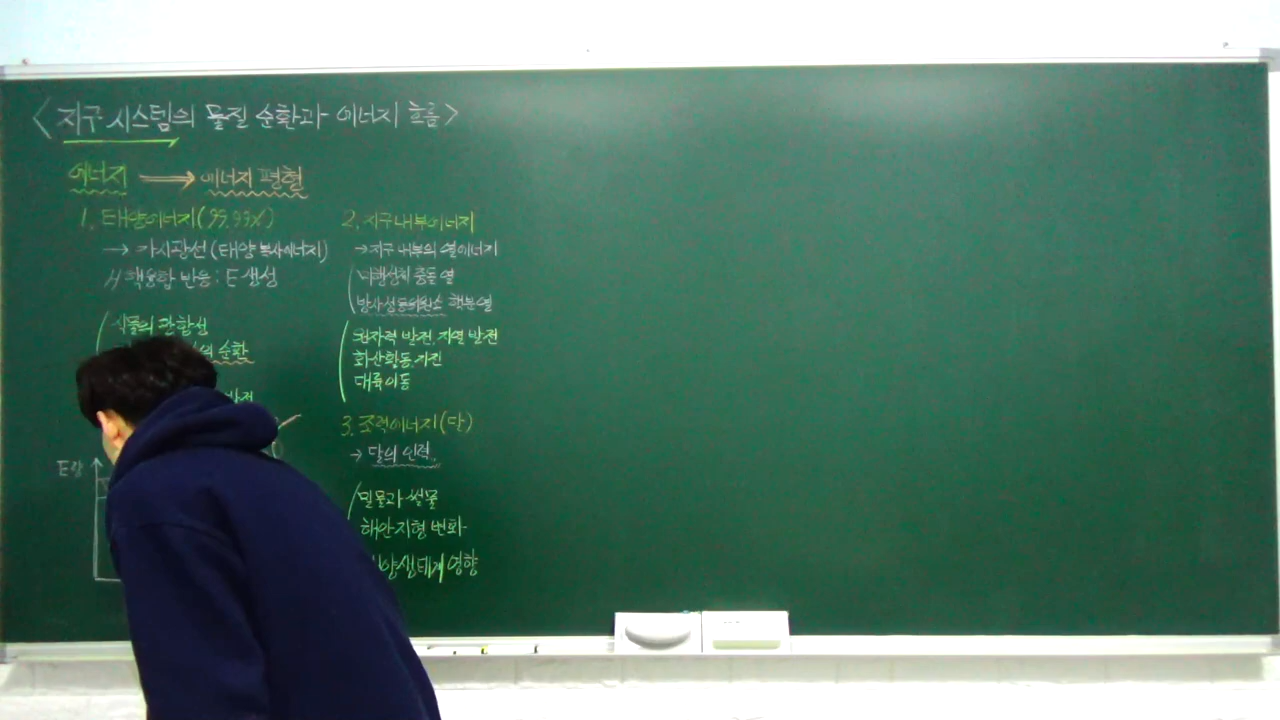 <지구시스템의 물질 순환과 에너지 흐름>
에너지 → 에너지 평형
1. 태양에너지(99.99%)
→ 가시광선(태양 복사에너지)
H 핵융합 반응 : E 생성
식물의 광합성
의 순환
발전
E량
2. 지구내부에너지
→ 지구 내부의 열에너지
미행성체 충돌 열
방사성동위원소 핵분열
원자력 발전, 지열 발전
화산활동, 지진
대륙이동
3. 조력에너지(달)
→ 달의 인력
밀물과 썰물
해안지형 변화
양생태계 영향